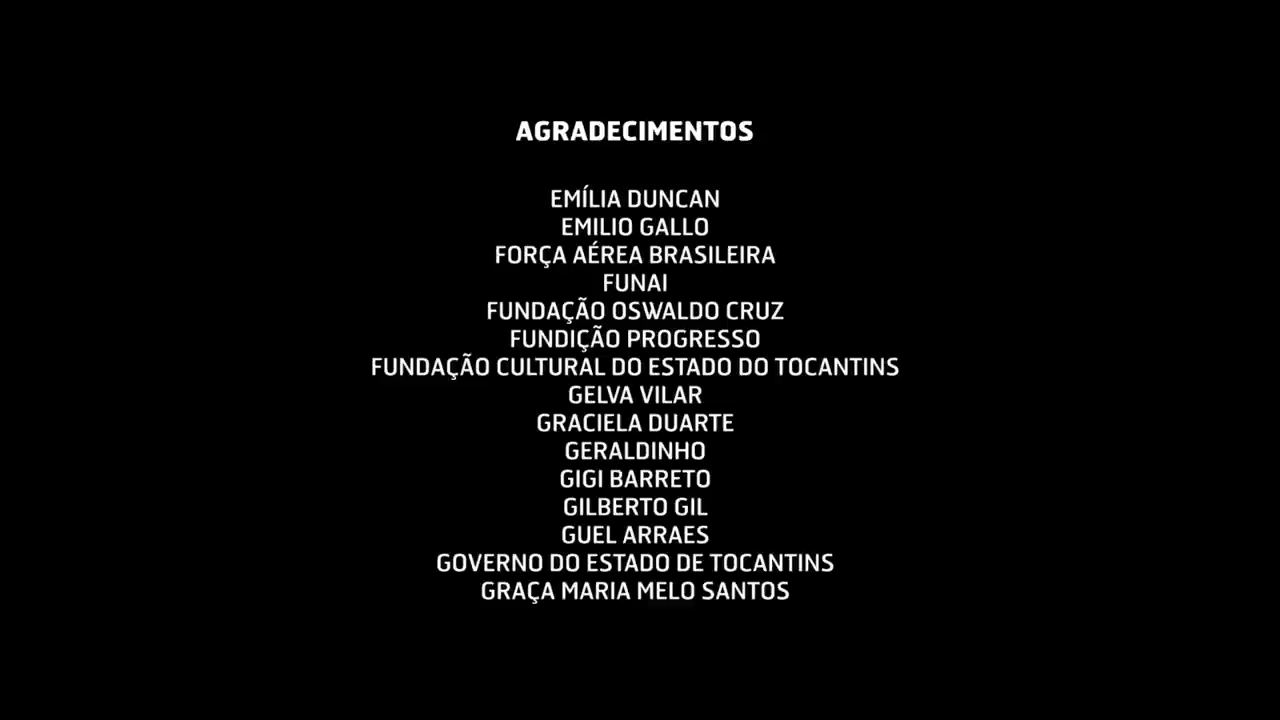 AGRADECIMENTOS
EMÍLIA DUNCAN
EMILIO GALLO
FORÇA AÉREA BRASILEIRA
FUNAI
FUNDAÇÃO OSWALDO CRUZ
FUNDIÇÃO PROGRESSO
FUNDAÇÃO CULTURAL DO ESTADO DO TOCANTINS
GELVA VILAR
GRACIELA DUARTE
GERALDINHO
GIGI BARRETO
GILBERTO GIL
GUEL ARRAES
GOVERNO DO ESTADO DE TOCANTINS
GRAÇA MARIA MELO SANTOS